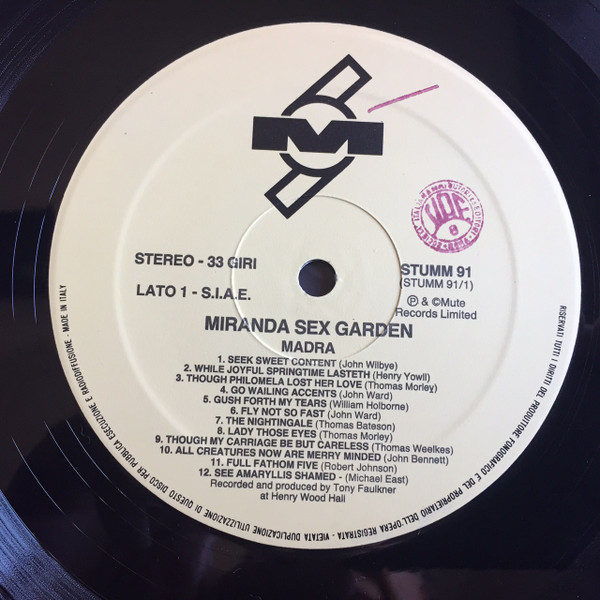 M
STEREO - 33 GIRI
LATO 1 - S.I.A.E.
STUMM 91
(STUMM 91/1)
Ⓟ & ©Mute
Records Limited
MIRANDA SEX GARDEN
MADRA
1. SEEK SWEET CONTENT (John Wilbye)
2. WHILE JOYFUL SPRINGTIME LASTETH (Henry Yowll)
3. THOUGH PHILOMELA LOST HER LOVE (Thomas Morley)
4. GO WAILING ACCENTS (John Ward)
5. GUSH FORTH MY TEARS (William Holborne)
6. FLY NOT SO FAST (John Ward)
7. THE NIGHTINGALE (Thomas Bateson)
8. LADY THOSE EYES (Thomas Morley)
9. THOUGH MY CARRIAGE BE BUT CARELESS (Thomas Weelkes)
10. ALL CREATURES NOW ARE MERRY MINDED (John Bennett)
11. FULL FATHOM FIVE (Robert Johnson)
12. SEE AMARYLLIS SHAMED - (Michael East)
Recorded and produced by Tony Faulkner
at Henry Wood Hall
RISERVATI TUTTI I DIRITTI DEL PRODUTTORE FONOGRAFICO E DEL PROPRIETARIO DELL'OPERA REGISTRATA - VIETATA DUPLICAZIONE UTILIZZAZIONE DI QUESTO DISCO PER PUBBLICA ESECUZIONE E RADIODIFFUSIONE - MADE IN ITALY